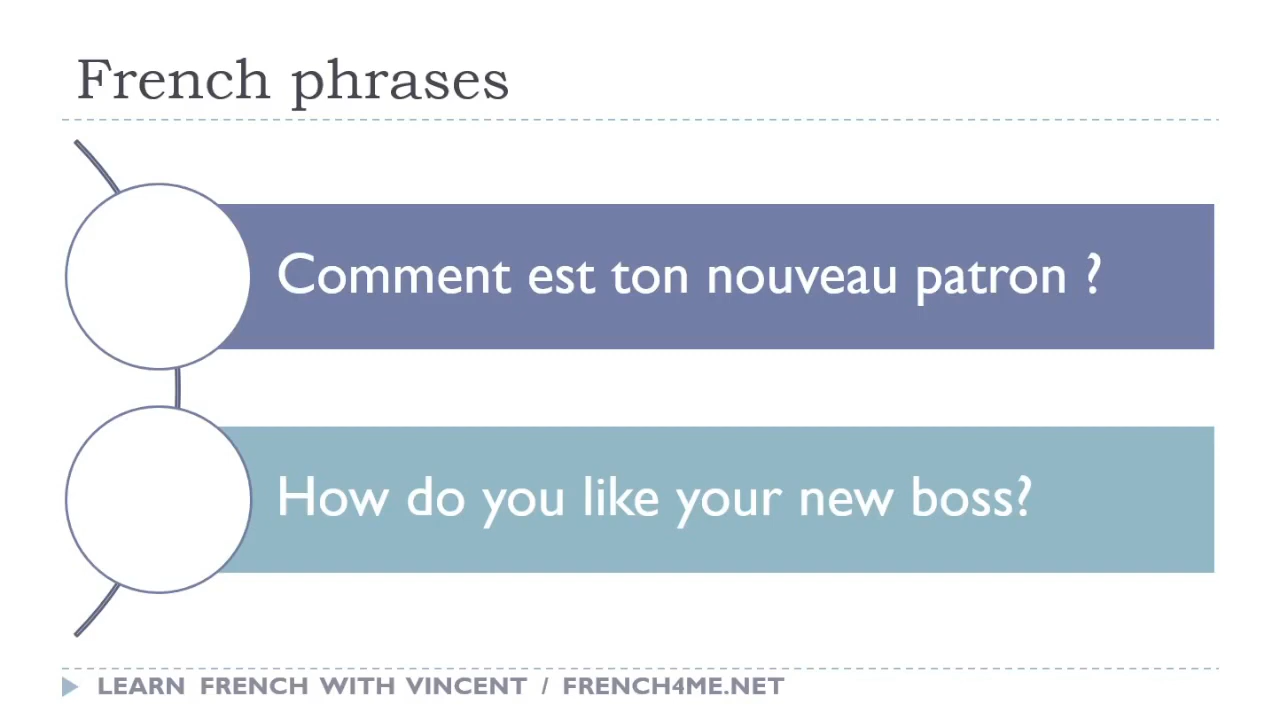 French phrases
Comment est ton nouveau patron ?
How do you like your new boss?
LEARN FRENCH WITH VINCENT / FRENCH4ME.NET